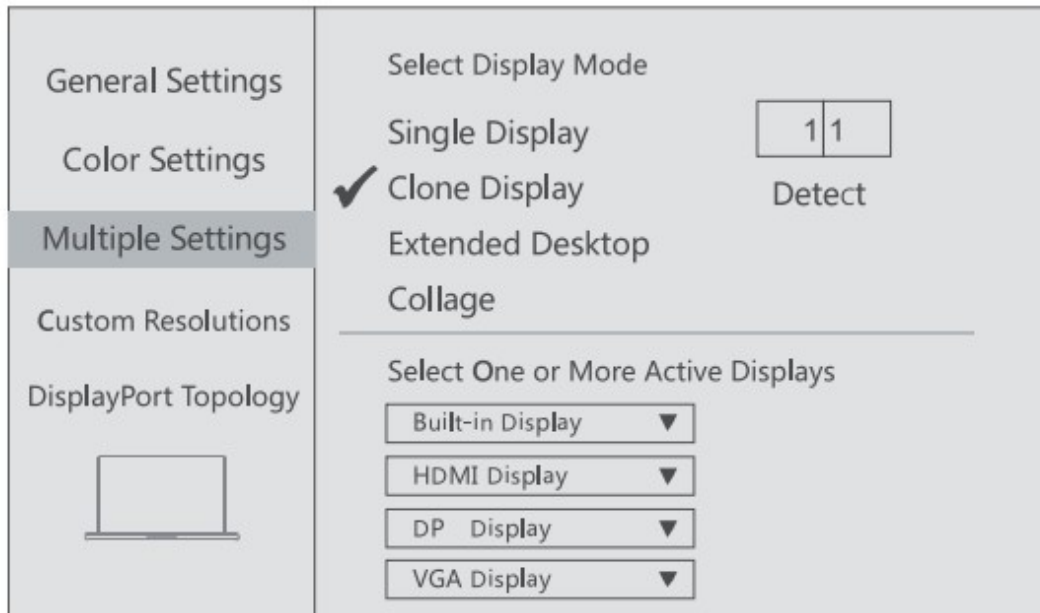 General Settings
Color Settings
Multiple Settings
Custom Resolutions
DisplayPort Topology
Select Display Mode
Single Display
Clone Display
Extended Desktop
Collage
1 1
Detect
Select One or More Active Displays
Built-in Display
HDMI Display
DP Display
VGA Display